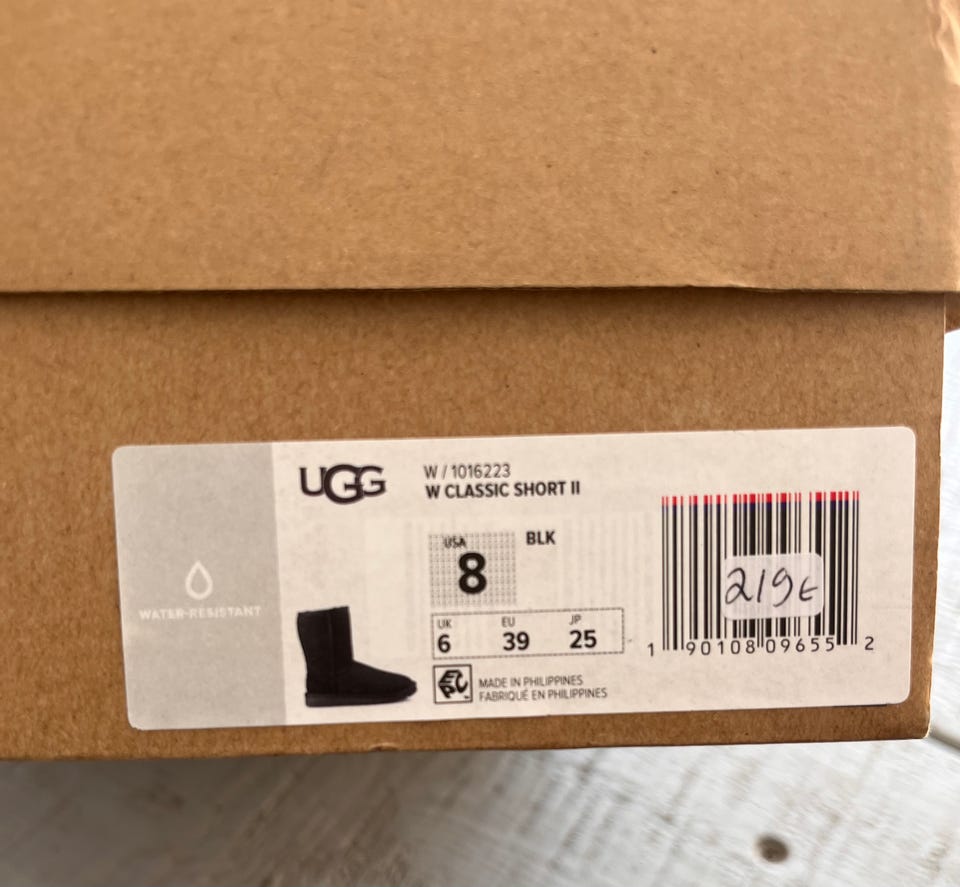 UGG
W / 1016223
W CLASSIC SHORT II
USA
8
BLK
UK EU JP
6 39 25
MADE IN PHILIPPINES
FABRIQUÉ EN PHILIPPINES
WATER-RESISTANT
219€
1 90108 09655 2